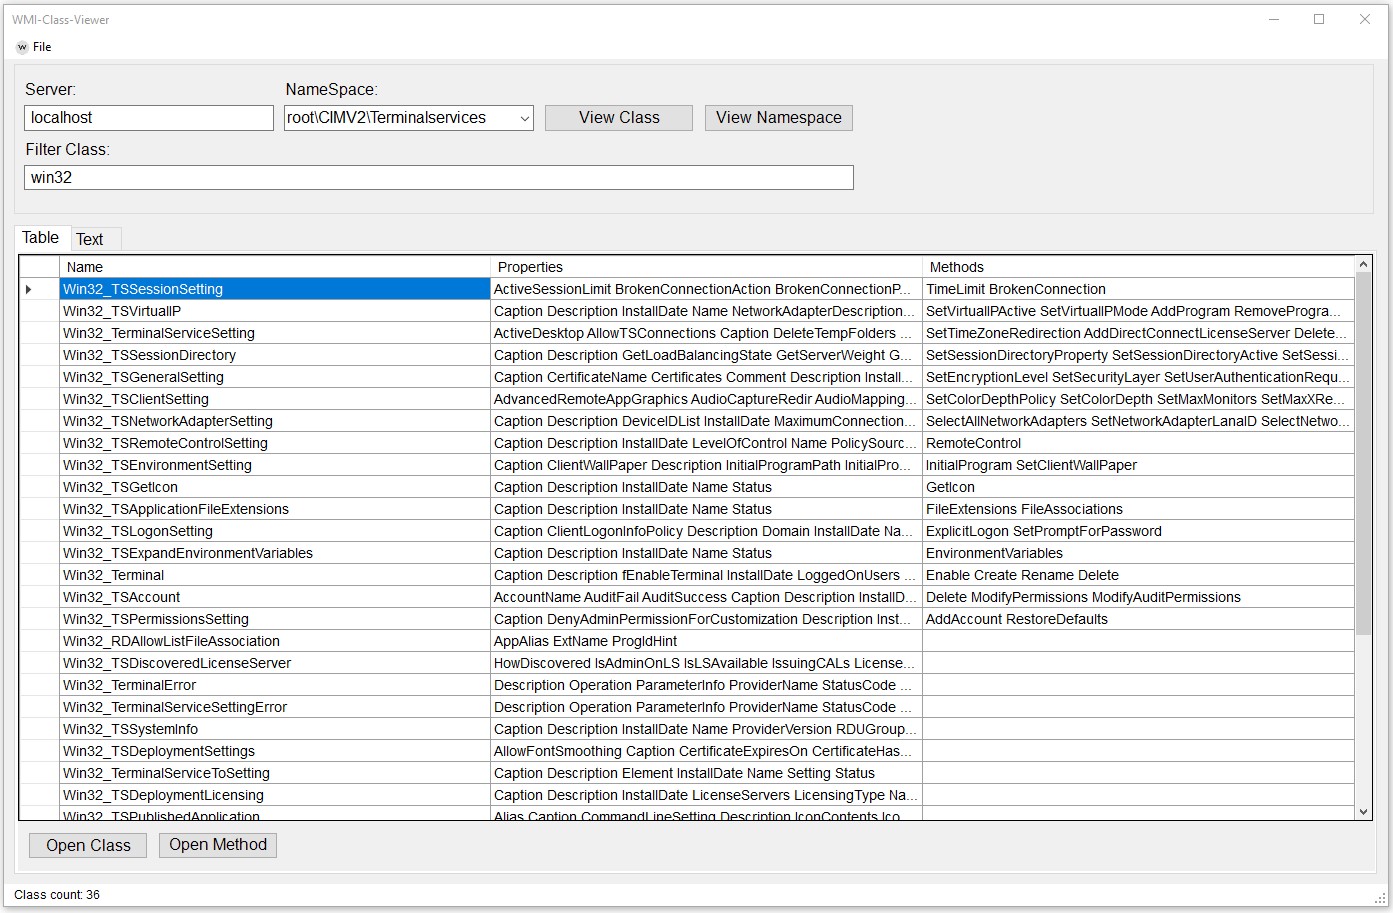 WMI-Class-Viewer
W File
Server: NameSpace:
localhost root\CIMV2\Terminalservices View Class View Namespace
Filter Class:
win32
Table Text
Name Properties Methods
Win32_TSSessionSetting ActiveSessionLimit BrokenConnectionAction BrokenConnectionP... TimeLimit BrokenConnection
Win32_TSVirtualIP Caption Description InstallDate Name NetworkAdapterDescription... SetVirtualIPActive SetVirtualIPMode AddProgram RemoveProgra...
Win32_TerminalServiceSetting ActiveDesktop AllowTSConnections Caption DeleteTempFolders ... SetTimeZoneRedirection AddDirectConnectLicenseServer Delete...
Win32_TSSessionDirectory Caption Description GetLoadBalancingState GetServerWeight G... SetSessionDirectoryProperty SetSessionDirectoryActive SetSessi...
Win32_TSGeneralSetting Caption CertificateName Certificates Comment Description Install... SetEncryptionLevel SetSecurityLayer SetUserAuthenticationRequ...
Win32_TSClientSetting AdvancedRemoteAppGraphics AudioCaptureRedir AudioMapping... SetColorDepthPolicy SetColorDepth SetMaxMonitors SetMaxXRe...
Win32_TSNetworkAdapterSetting Caption Description DeviceIDList InstallDate MaximumConnection... SelectAllNetworkAdapters SetNetworkAdapterLanaID SelectNetwo...
Win32_TSRemoteControlSetting Caption Description InstallDate LevelOfControl Name PolicySourc... RemoteControl
Win32_TSEnvironmentSetting Caption ClientWallPaper Description InitialProgramPath InitialPro... InitialProgram SetClientWallPaper
Win32_TSGetIcon Caption Description InstallDate Name Status GetIcon
Win32_TSApplicationFileExtensions Caption Description InstallDate Name Status FileExtensions FileAssociations
Win32_TSLogonSetting Caption ClientLogonInfoPolicy Description Domain InstallDate Na... ExplicitLogon SetPromptForPassword
Win32_TSExpandEnvironmentVariables Caption Description InstallDate Name Status EnvironmentVariables
Win32_Terminal Caption Description fEnableTerminal InstallDate LoggedOnUsers ... Enable Create Rename Delete
Win32_TSAccount AccountName AuditFail AuditSuccess Caption Description InstallD... Delete ModifyPermissions ModifyAuditPermissions
Win32_TSPermissionsSetting Caption DenyAdminPermissionForCustomization Description Inst... AddAccount RestoreDefaults
Win32_RDAllowListFileAssociation AppAlias ExtName ProgIdHint
Win32_TSDiscoveredLicenseServer HowDiscovered IsAdminOnLS IsLSAvailable IssuingCALs License...
Win32_TerminalError Description Operation ParameterInfo ProviderName StatusCode ...
Win32_TerminalServiceSettingError Description Operation ParameterInfo ProviderName StatusCode ...
Win32_TSSystemInfo Caption Description InstallDate Name ProviderVersion RDUGroup...
Win32_TSDeploymentSettings AllowFontSmoothing Caption CertificateExpiresOn CertificateHas...
Win32_TerminalServiceToSetting Caption Description Element InstallDate Name Setting Status
Win32_TSDeploymentLicensing Caption Description InstallDate LicenseServers LicensingType Na...
Win32_TSPublishedApplication Alias Caption CommandLineSetting Description IconContents Ico
Open Class Open Method
Class count: 36